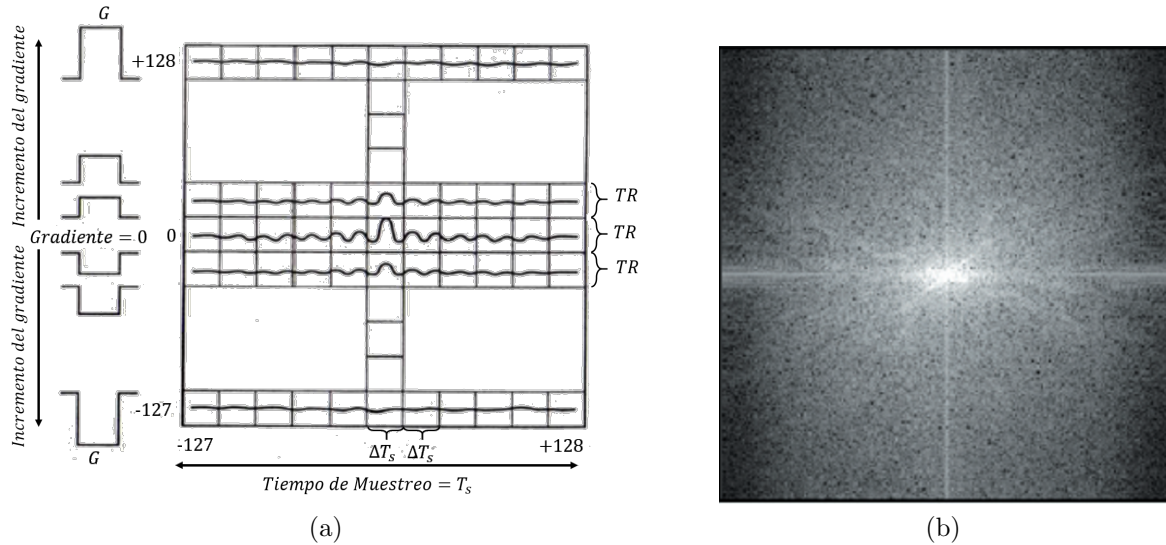 G
Incremento del gradiente
+128
TR
Gradiente = 0
0
TR
TR
Incremento del gradiente
-127
G
-127
+128
ΔTₛ
ΔTₛ
Tiempo de Muestreo = Tₛ
(a)
(b)